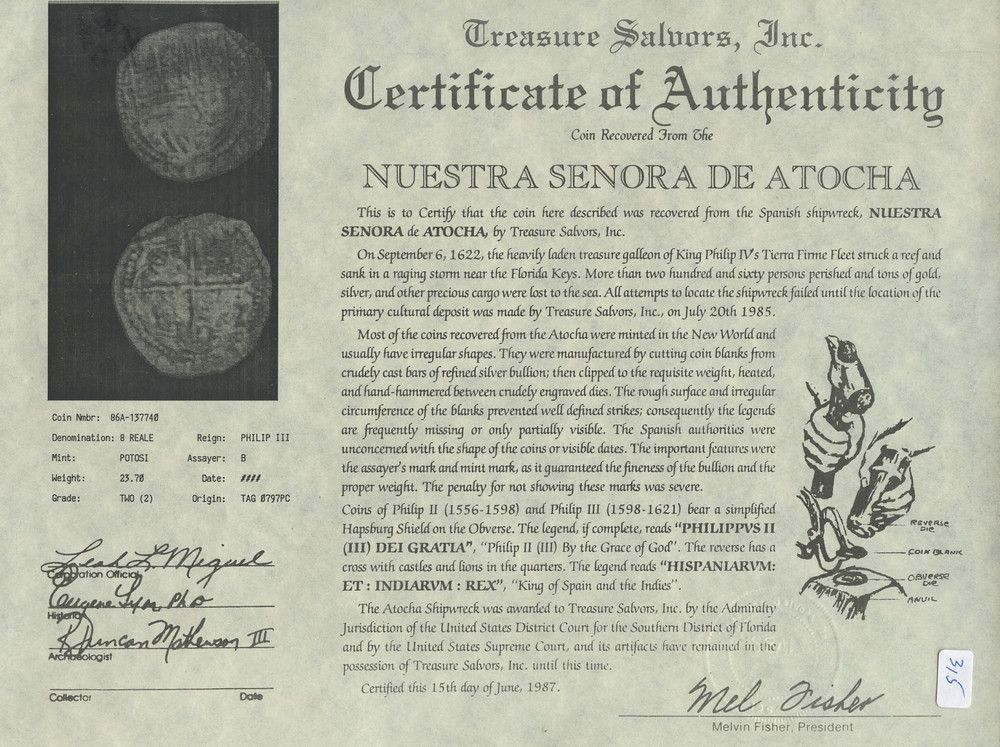 Treasure Salvors, Inc.
Certificate of Authenticity
Coin Recovered From The
NUESTRA SENORA DE ATOCHA
This is to Certify that the coin here described was recovered from the Spanish shipwreck, NUESTRA
SENORA de ATOCHA, by Treasure Salvors, Inc.
On September 6, 1622, the heavily laden treasure galleon of King Philip IV's Tierra Firme Fleet struck a reef and
sank in a raging storm near the Florida Keys. More than two hundred and sixty persons perished and tons of gold,
silver, and other precious cargo were lost to the sea. All attempts to locate the shipwreck failed until the location of the
primary cultural deposit was made by Treasure Salvors, Inc., on July 20th 1985.
Most of the coins recovered from the Atocha were minted in the New World and
usually have irregular shapes. They were manufactured by cutting coin blanks from
crudely cast bars of refined silver bullion; then clipped to the requisite weight, heated,
and hand-hammered between crudely engraved dies. The rough surface and irregular
circumference of the blanks prevented well defined strikes; consequently the legends
are frequently missing or only partially visible. The Spanish authorities were
unconcerned with the shape of the coins or visible dates. The important features were
the assayer's mark and mint mark, as it guaranteed the fineness of the bullion and the
proper weight. The penalty for not showing these marks was severe.
Coins of Philip II (1556-1598) and Philip III (1598-1621) bear a simplified
Hapsburg Shield on the Obverse. The legend, if complete, reads "PHILIPPVS II
(III) DEI GRATIA", "Philip II (III) By the Grace of God". The reverse has a
cross with castles and lions in the quarters. The legend reads "HISPANIARVM:
ET : INDIARVM : REX", "King of Spain and the Indies".
The Atocha Shipwreck was awarded to Treasure Salvors, Inc. by the Admiralty
Jurisdiction of the United States District Court for the Southern District of Florida
and by the United States Supreme Court, and its artifacts have remained in the
possession of Treasure Salvors, Inc. until this time.
Certified this 15th day of June, 1987.
REVERSE
DIE
COIN BLANK
OBVERSE
DIE
ANVIL
Mel Fisher
Melvin Fisher, President
315
Coin Nmbr: 86A-137740
Denomination: 8 REALE Reign: PHILIP III
Mint: POTOSI Assayer: B
Weight: 23.70 Date: ####
Grade: TWO (2) Origin: TAG 0797PC
Leah L. Miguel
Corporation Official
Eugene Lyon PhD
Historian
R Duncan Mathewson III
Archaeologist
Collector Date